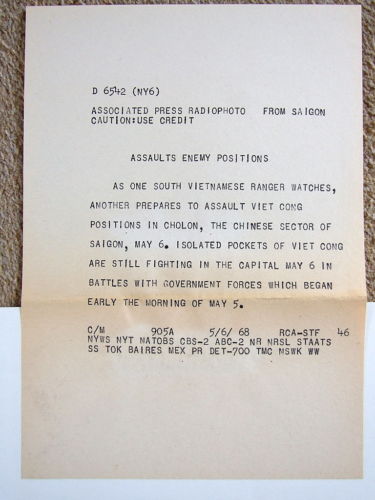 D 6542 (NY6)
ASSOCIATED PRESS RADIOPHOTO FROM SAIGON
CAUTION:USE CREDIT
ASSAULTS ENEMY POSITIONS
AS ONE SOUTH VIETNAMESE RANGER WATCHES,
ANOTHER PREPARES TO ASSAULT VIET CONG
POSITIONS IN CHOLON, THE CHINESE SECTOR OF
SAIGON, MAY 6. ISOLATED POCKETS OF VIET CONG
ARE STILL FIGHTING IN THE CAPITAL MAY 6 IN
BATTLES WITH GOVERNMENT FORCES WHICH BEGAN
EARLY THE MORNING OF MAY 5.
C/M 905A 5/6/ 68 RCA-STF 46
NYWS NYT NATOBS CBS-2 ABC-2 NR NRSL STAATS
SS TOK BAIRES MEX PR DET-700 TMC NSWK WW